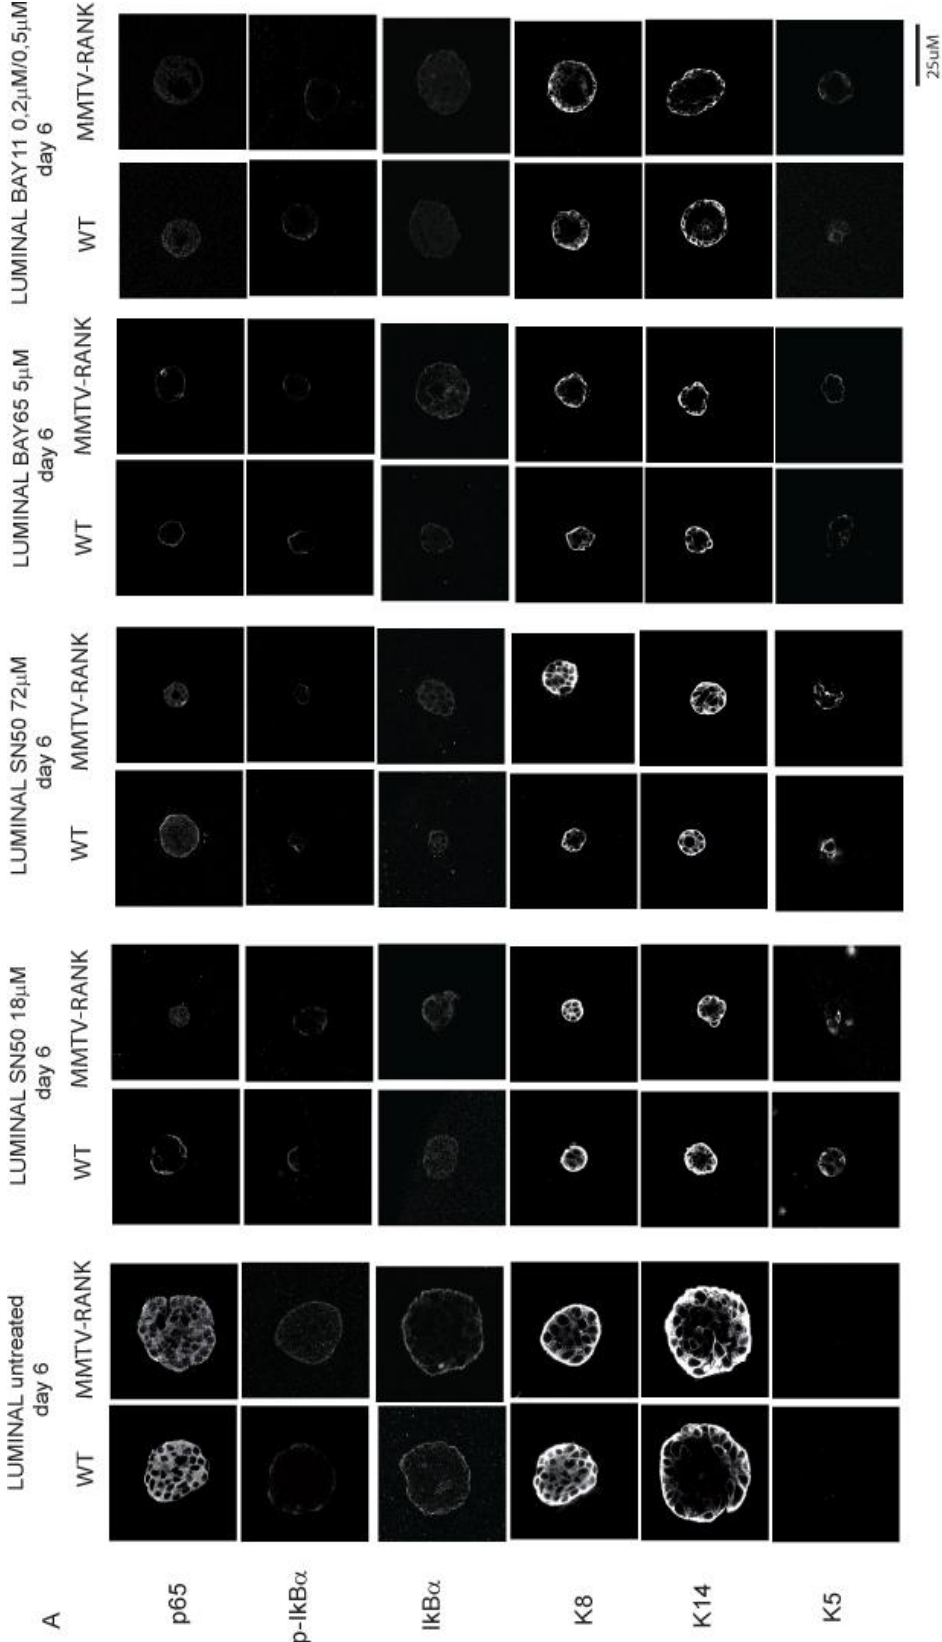 A
LUMINAL untreated
day 6
WT MMTV-RANK
LUMINAL SN50 18μM
day 6
WT MMTV-RANK
LUMINAL SN50 72μM
day 6
WT MMTV-RANK
LUMINAL BAY65 5μM
day 6
WT MMTV-RANK
LUMINAL BAY11 0,2μM/0,5μM
day 6
WT MMTV-RANK
p65
p-IkBα
IkBα
K8
K14
K5
25uM